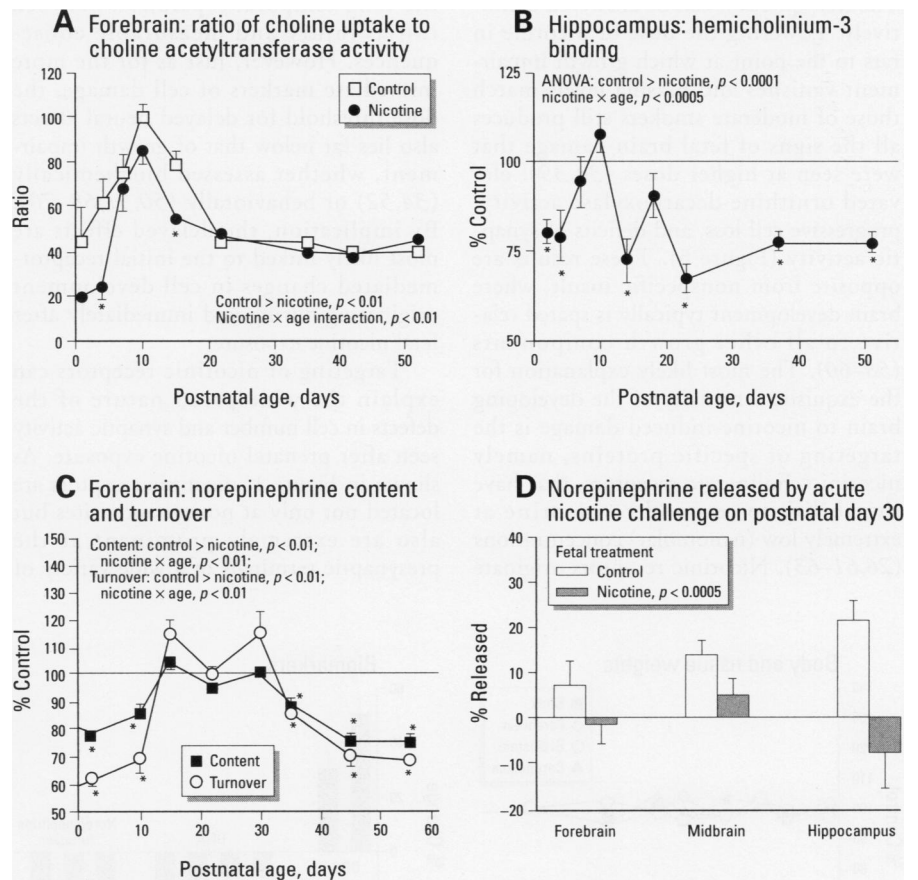 A Forebrain: ratio of choline uptake to
choline acetyltransferase activity
Ratio
120
100
80
60
40
20
0
Control
Nicotine
*
*
Control > nicotine, p < 0.01
Nicotine × age interaction, p < 0.01
0 10 20 30 40 50
Postnatal age, days
B Hippocampus: hemicholinium-3
binding
% Control
125
100
75
50
ANOVA: control > nicotine, p < 0.0001
nicotine × age, p < 0.0005
*
*
*
*
*
*
0 10 20 30 40 50
Postnatal age, days
C Forebrain: norepinephrine content
and turnover
% Control
150
140
130
120
110
100
90
80
70
60
50
Content: control > nicotine, p < 0.01;
nicotine × age, p < 0.01;
Turnover: control > nicotine, p < 0.01;
nicotine × age, p < 0.01
*
*
*
*
*
*
*
*
*
*
Content
Turnover
0 10 20 30 40 50 60
Postnatal age, days
D Norepinephrine released by acute
nicotine challenge on postnatal day 30
% Released
40
30
20
10
0
–10
–20
Fetal treatment
Control
Nicotine, p < 0.0005
Forebrain Midbrain Hippocampus